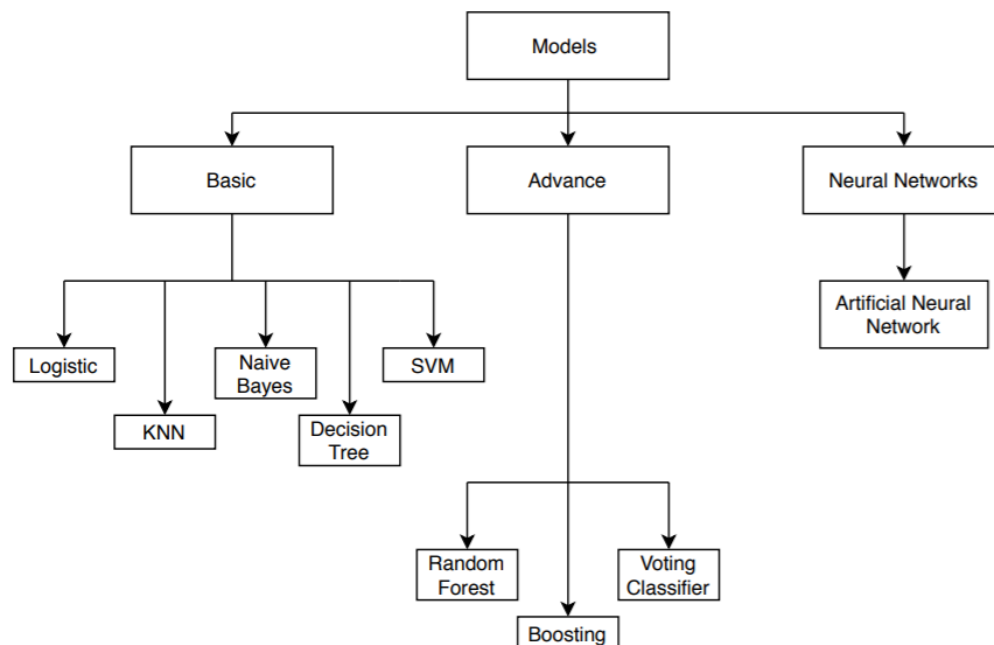 Models
Basic
Advance
Neural Networks
Artificial Neural
Network
Logistic
Naive
Bayes
SVM
KNN
Decision
Tree
Random
Forest
Voting
Classifier
Boosting